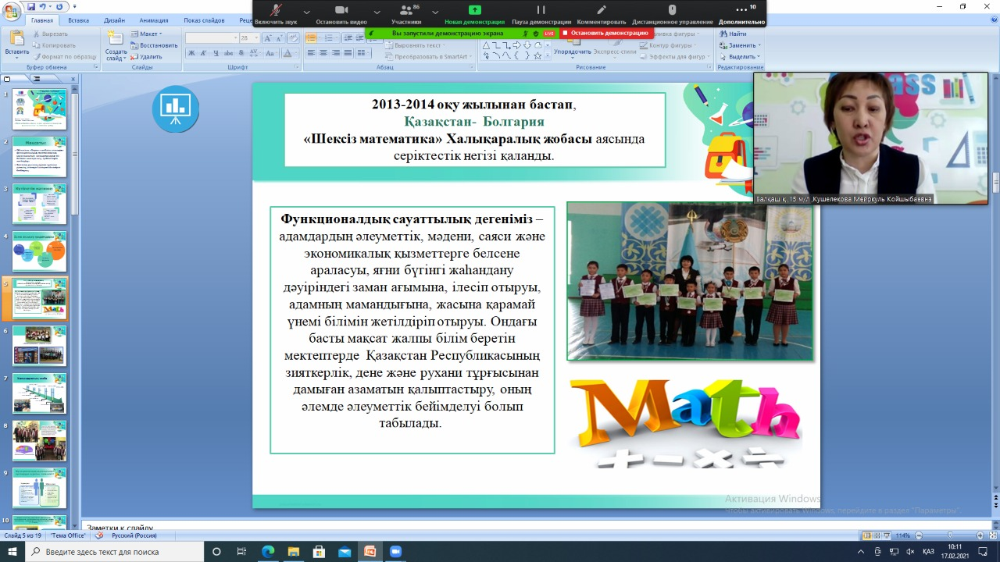 86
10
Включить звук
Остановить видео
Участники
Новая демонстрация
Пауза демонстрации
Комментировать
Дистанционное управление
Дополнительно
Вы запустили демонстрацию экрана
LIVE
Остановить демонстрацию
Главная
Вставка
Дизайн
Анимация
Показ слайдов
Вырезать
Копировать
Формат по образцу
Буфер обмена
Создать слайд
Макет
Восстановить
Удалить
Слайды
28
Шрифт
Выровнять текст
Преобразовать в SmartArt
Абзац
Упорядочить
Экспресс-стили
Контур фигуры
Эффекты для фигур
Рисование
Найти
Заменить
Выделить
Редактирование
2013-2014 оқу жылынан бастап,
Қазақстан- Болгария
«Шексіз математика» Халықаралық жобасы аясында
серіктестік негізі қаланды.
Балқаш қ. 15 м/л ,Кушелекова Мейркуль Койшыбаевна
Функционалдық сауаттылық дегеніміз –
адамдардың әлеуметтік, мәдени, саяси және
экономикалық қызметтерге белсене
араласуы, яғни бүгінгі жаһандану
дәуіріндегі заман ағымына, ілесіп отыруы,
адамның мамандығына, жасына қарамай
үнемі білімін жетілдіріп отыруы. Ондағы
басты мақсат жалпы білім беретін
мектептерде Қазақстан Республикасының
зияткерлік, дене және рухани тұрғысынан
дамыған азаматын қалыптастыру, оның
әлемде әлеуметтік бейімделуі болып
табылады.
Math
Активация Windows
Чтобы активировать Windows, перейдите в раздел "Параметры".
1
4
6
7
8
9
10
Заметки к слайду
Слайд 5 из 19
"Тема Office"
Русский (Россия)
114%
Введите здесь текст для поиска
10:11
17.02.2021